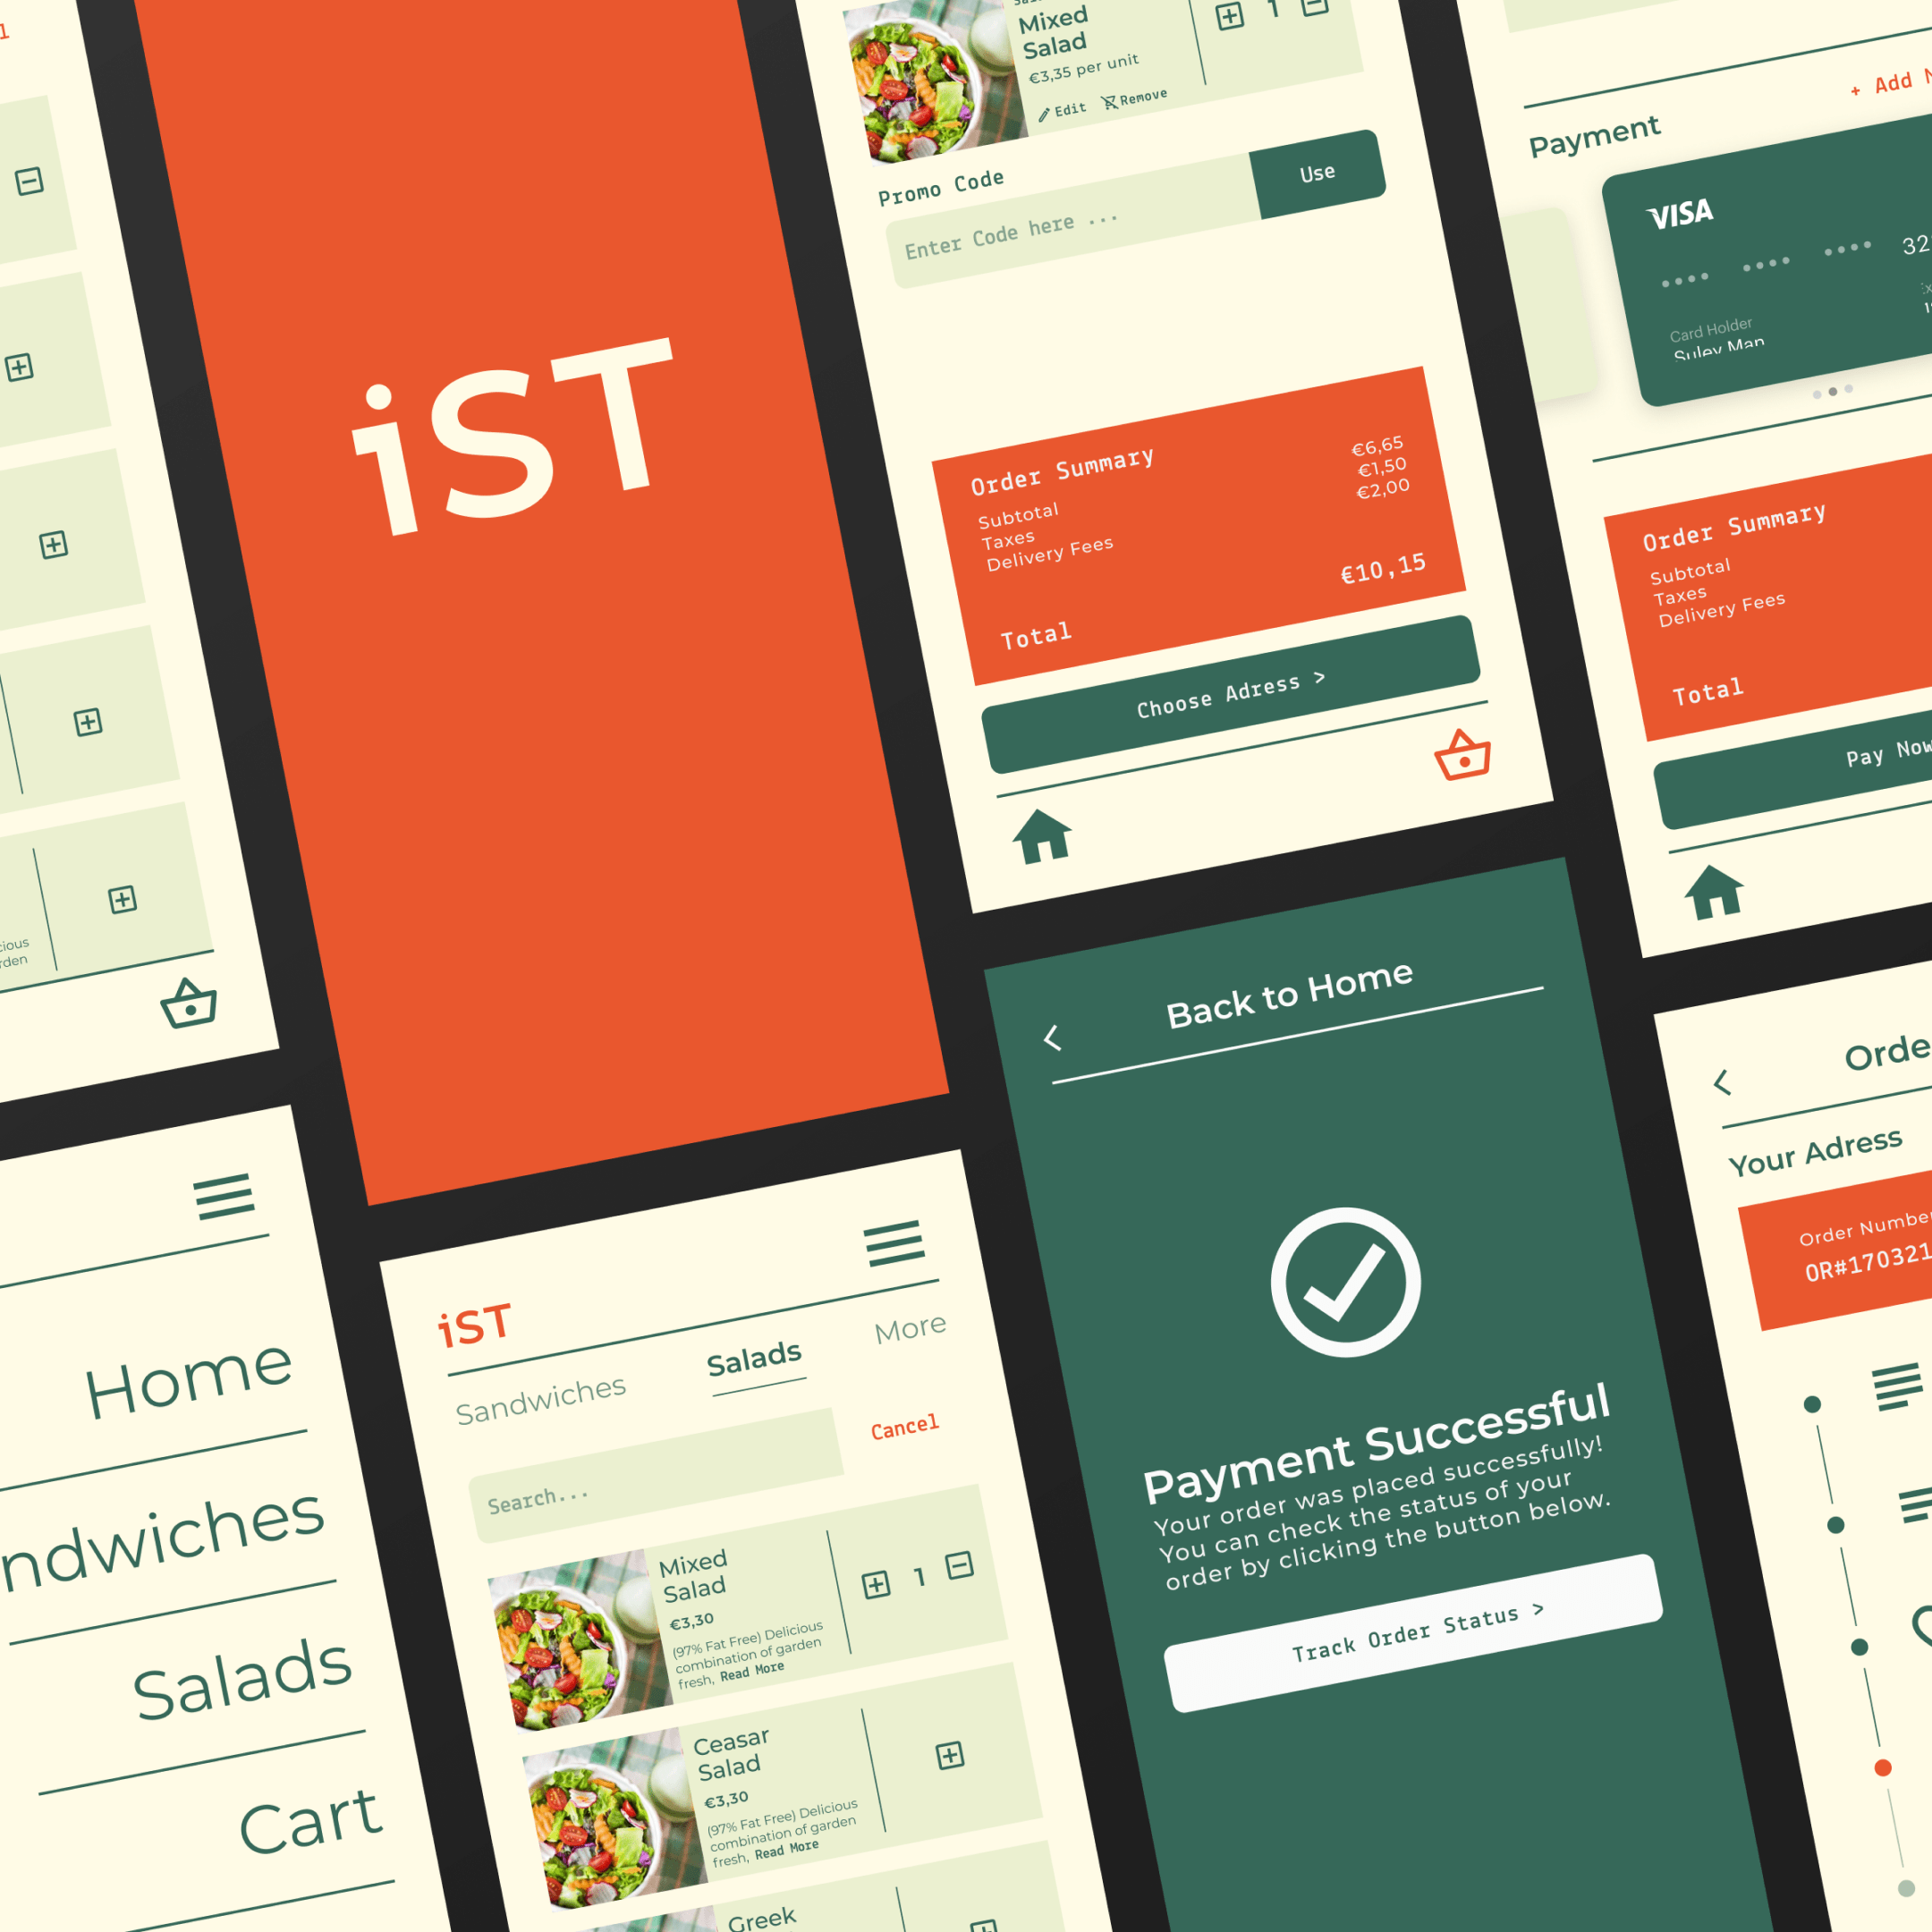 iST
Salad
Mixed
Salad
€3,35 per unit
Edit
Remove
1
Promo Code
Enter Code here ...
Use
Order Summary
Subtotal
€6,65
Taxes
€1,50
Delivery Fees
€2,00
Total
€10,15
Choose Adress >
+ Add
Payment
VISA
32
Card Holder
Suley Man
Order Summary
Subtotal
Taxes
Delivery Fees
Total
Pay Now
Home
ndwiches
Salads
Cart
iST
Sandwiches
Salads
More
Search...
Cancel
Mixed
Salad
€3,30
(97% Fat Free) Delicious
combination of garden
fresh, Read More
1
Ceasar
Salad
€3,30
(97% Fat Free) Delicious
combination of garden
fresh, Read More
Greek
< Back to Home
Payment Successful
Your order was placed successfully!
You can check the status of your
order by clicking the button below.
Track Order Status >
< Orde
Your Adress
Order Number
OR#170321